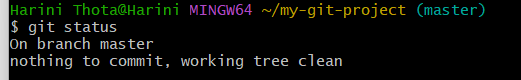 Harini Thota@Harini MINGW64 ~/my-git-project (master)
$ git status
On branch master
nothing to commit, working tree clean